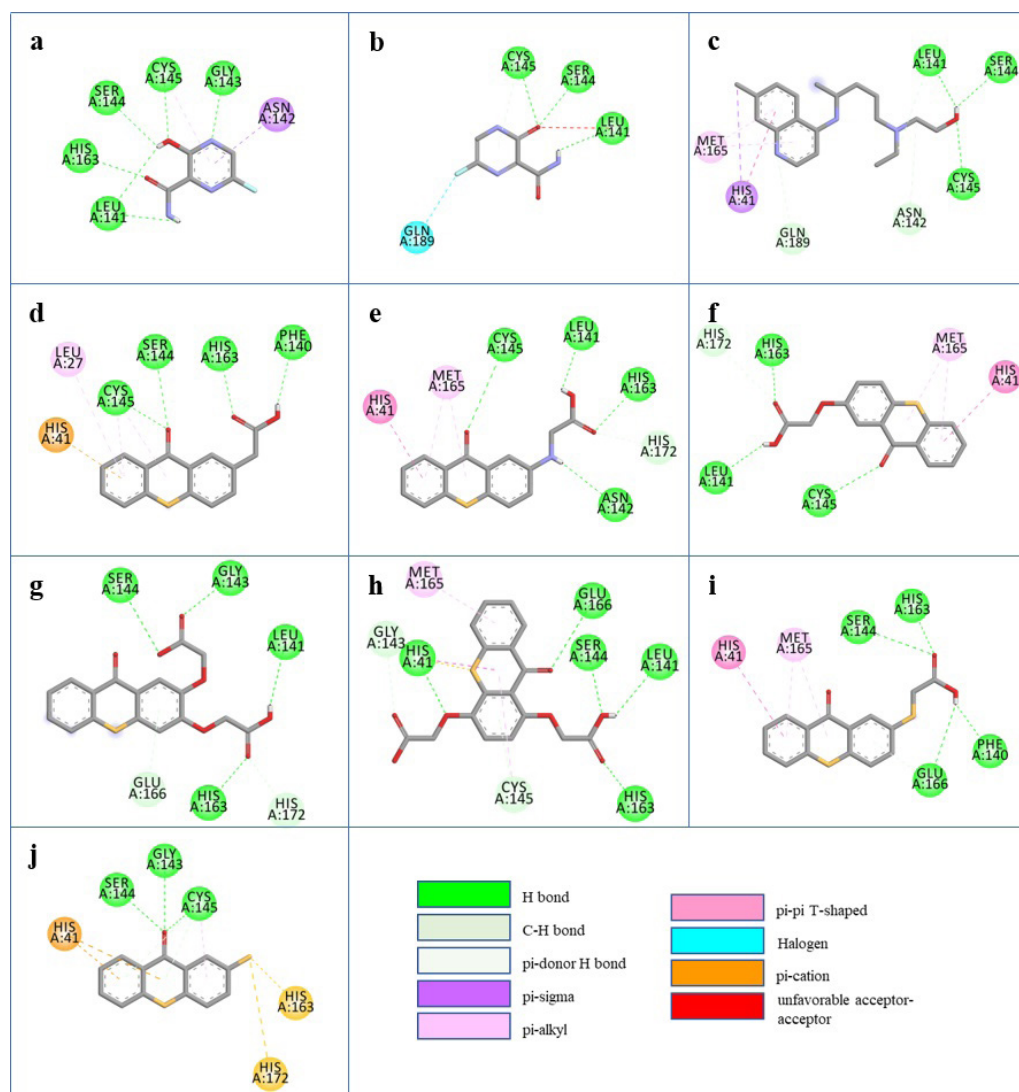 a
CYS
A:145
GLY
A:143
SER
A:144
ASN
A:142
HIS
A:163
LEU
A:141
b
CYS
A:145
SER
A:144
LEU
A:141
GLN
A:189
c
LEU
A:141
SER
A:144
MET
A:165
HIS
A:41
CYS
A:145
GLN
A:189
ASN
A:142
d
LEU
A:27
SER
A:144
HIS
A:163
PHE
A:140
CYS
A:145
HIS
A:41
e
CYS
A:145
LEU
A:141
MET
A:165
HIS
A:163
HIS
A:41
HIS
A:172
ASN
A:142
f
HIS
A:172
HIS
A:163
MET
A:165
HIS
A:41
LEU
A:141
CYS
A:145
g
SER
A:144
GLY
A:143
LEU
A:141
GLU
A:166
HIS
A:163
HIS
A:172
h
MET
A:165
GLU
A:166
GLY
A:143
HIS
A:41
SER
A:144
LEU
A:141
CYS
A:145
HIS
A:163
i
HIS
A:163
SER
A:144
HIS
A:41
MET
A:165
PHE
A:140
GLU
A:166
j
GLY
A:143
SER
A:144
CYS
A:145
HIS
A:41
HIS
A:163
HIS
A:172
H bond
C-H bond
pi-donor H bond
pi-sigma
pi-alkyl
pi-pi T-shaped
Halogen
pi-cation
unfavorable acceptor-
acceptor